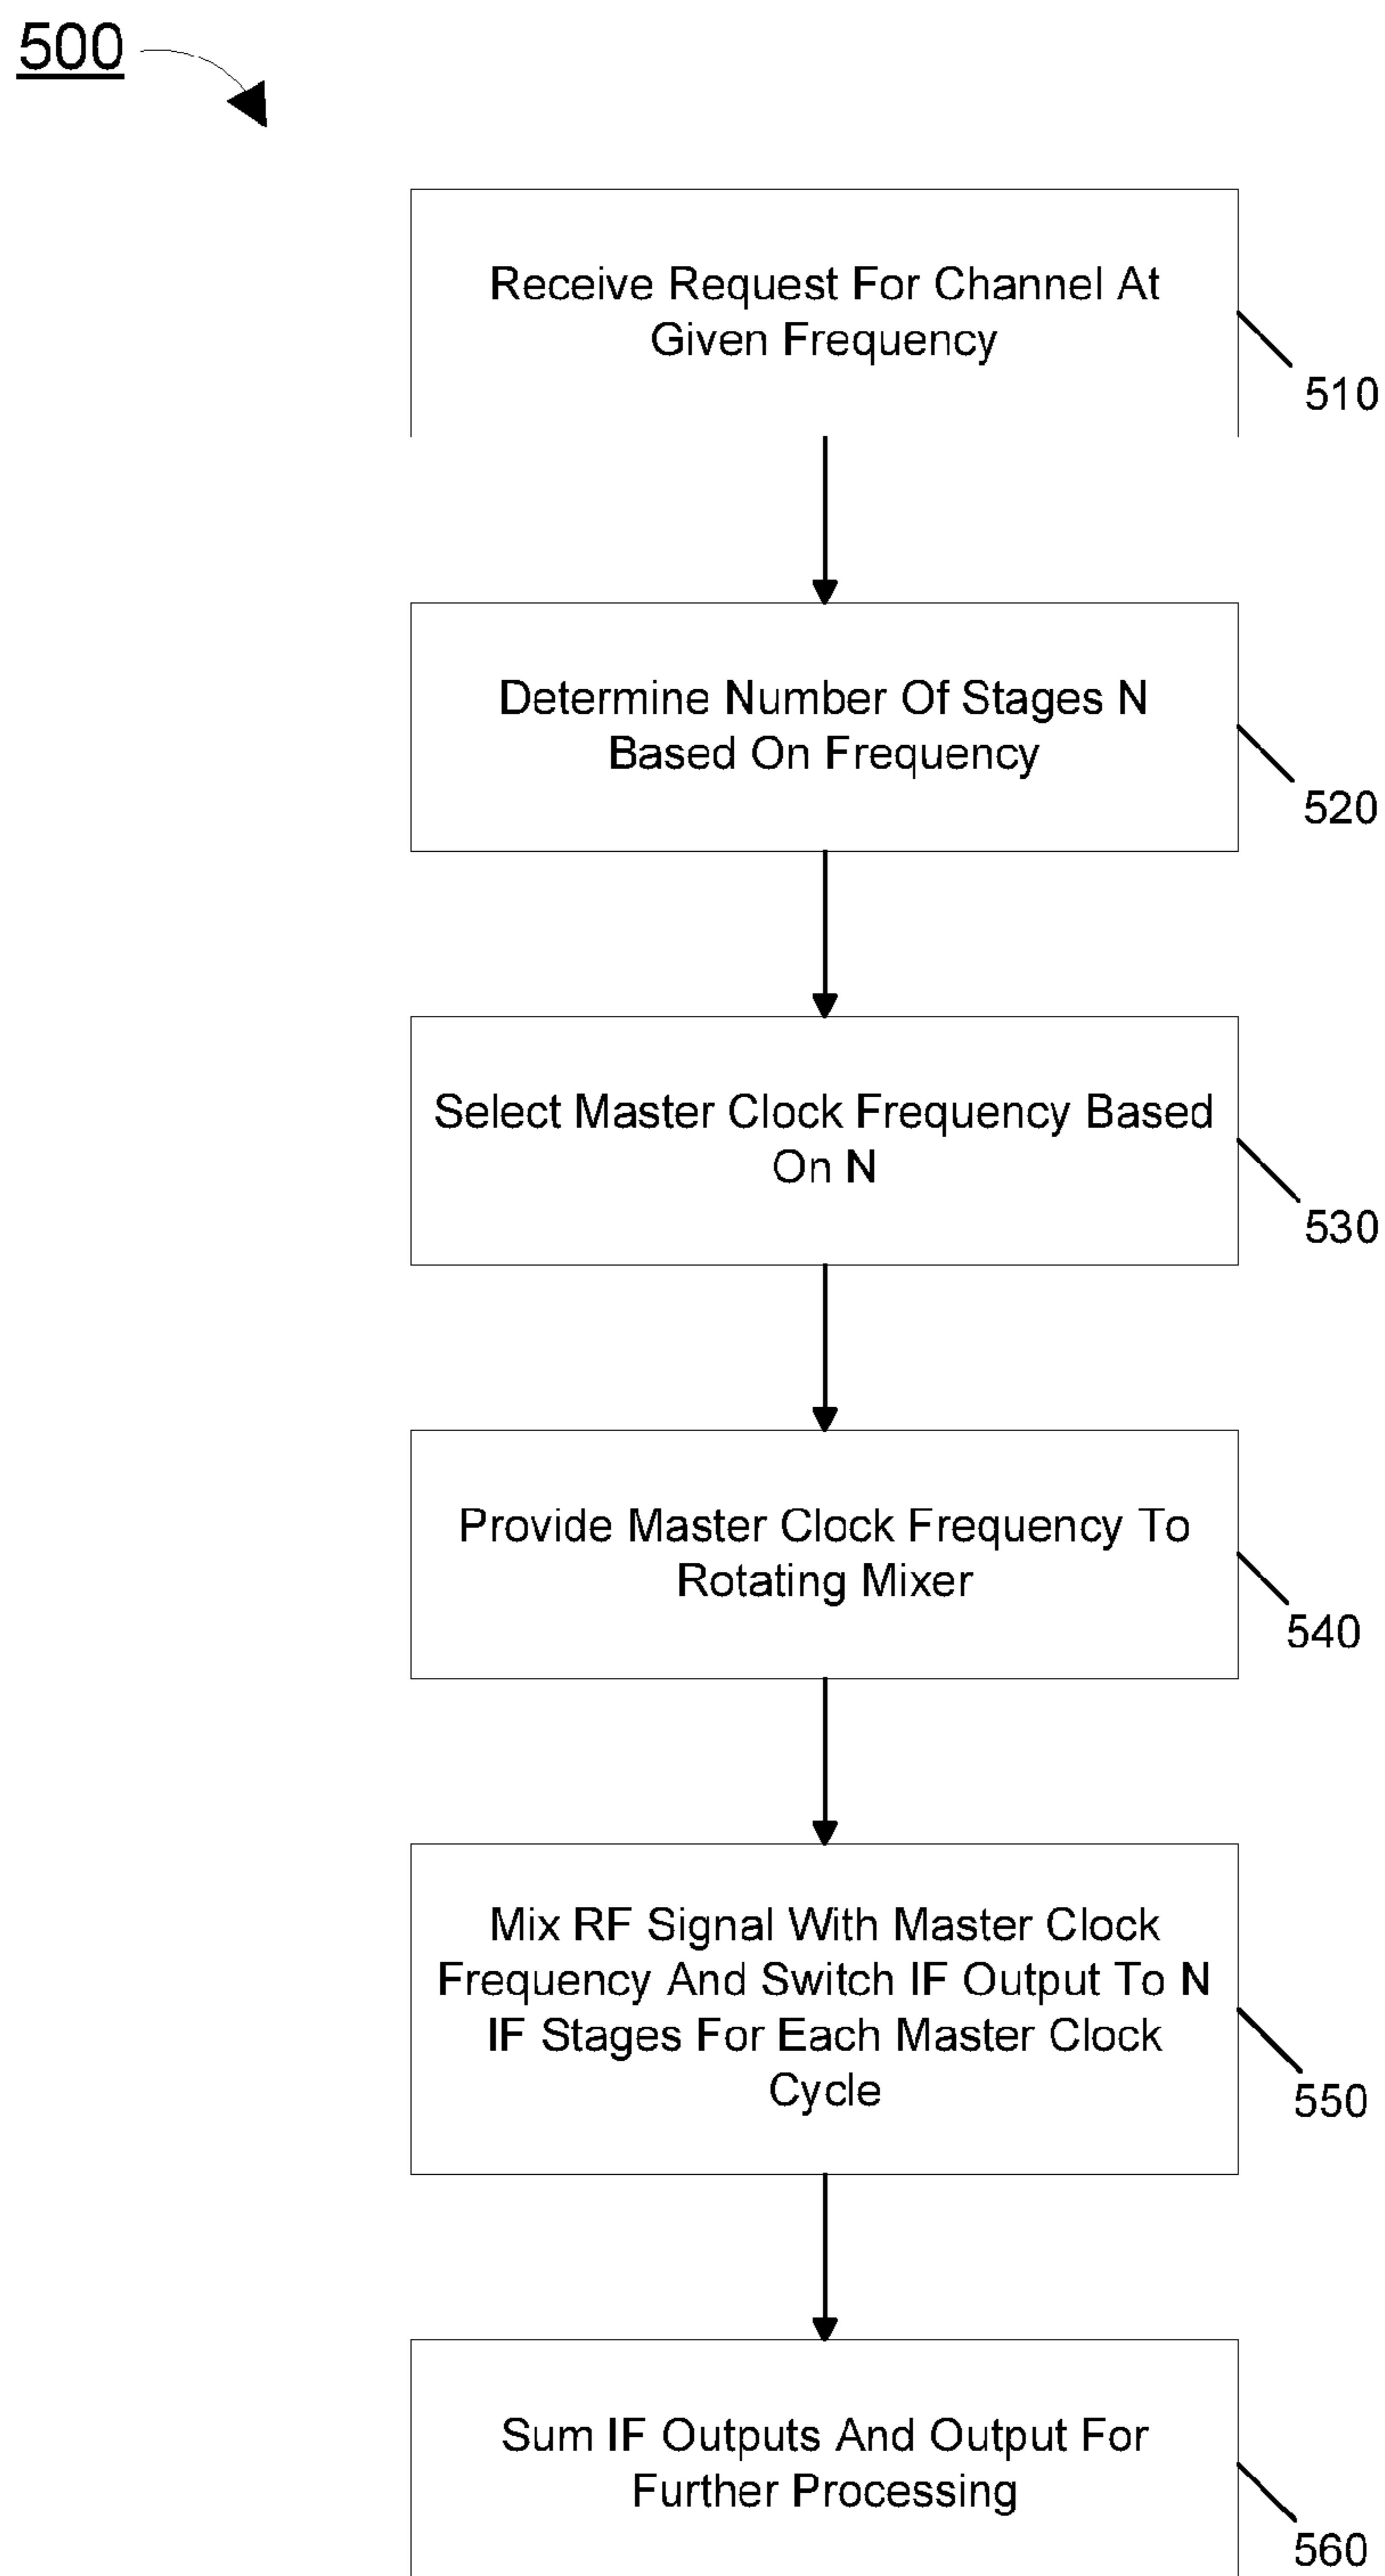 500
Receive Request For Channel At
Given Frequency
510
Determine Number Of Stages N
Based On Frequency
520
Select Master Clock Frequency Based
On N
530
Provide Master Clock Frequency To
Rotating Mixer
540
Mix RF Signal With Master Clock
Frequency And Switch IF Output To N
IF Stages For Each Master Clock
Cycle
550
Sum IF Outputs And Output For
Further Processing
560